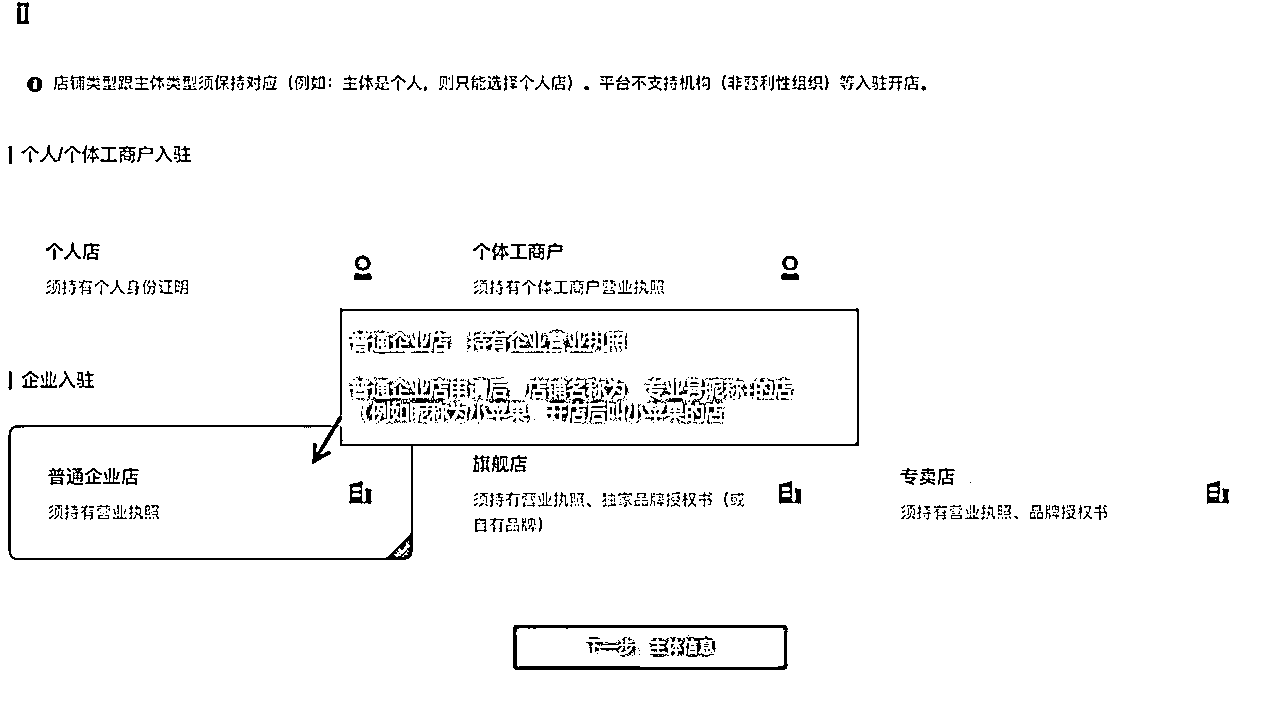 店铺类型跟主体类型须保持对应（例如：主体是个人，则只能选择个人店）。平台不支持机构（非营利性组织）等入驻开店。
个人/个体工商户入驻
个人店
须持有个人身份证明
个体工商户
须持有个体工商户营业执照
普通企业店 持有企业营业执照
普通企业店申请后 店铺名称为 专业号昵称+的店
（例如昵称为小苹果 开店后叫小苹果的店
企业入驻
普通企业店
须持有营业执照
旗舰店
须持有营业执照、独家品牌授权书（或
自有品牌）
专卖店
须持有营业执照、品牌授权书
下一步 主体信息